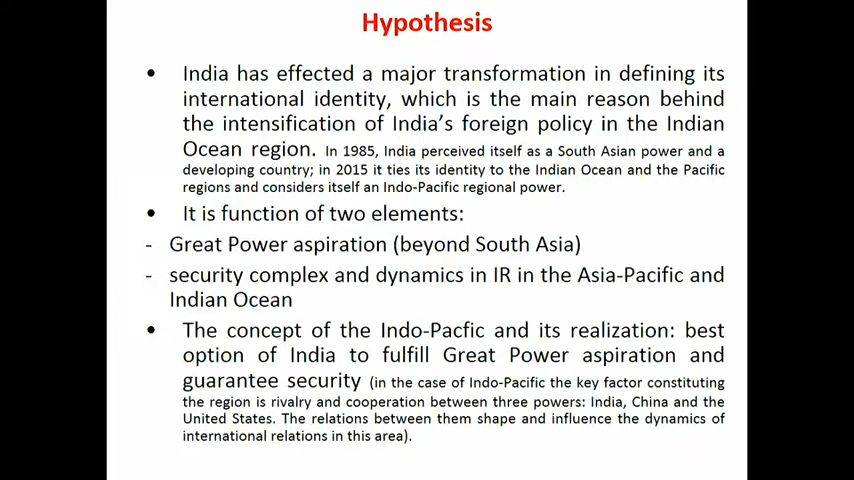 Hypothesis
• India has effected a major transformation in defining its
international identity, which is the main reason behind
the intensification of India's foreign policy in the Indian
Ocean region. In 1985, India perceived itself as a South Asian power and a
developing country; in 2015 it ties its identity to the Indian Ocean and the Pacific
regions and considers itself an Indo-Pacific regional power.
• It is function of two elements:
- Great Power aspiration (beyond South Asia)
- security complex and dynamics in IR in the Asia-Pacific and
Indian Ocean
• The concept of the Indo-Pacfic and its realization: best
option of India to fulfill Great Power aspiration and
guarantee security (in the case of Indo-Pacific the key factor constituting
the region is rivalry and cooperation between three powers: India, China and the
United States. The relations between them shape and influence the dynamics of
international relations in this area).